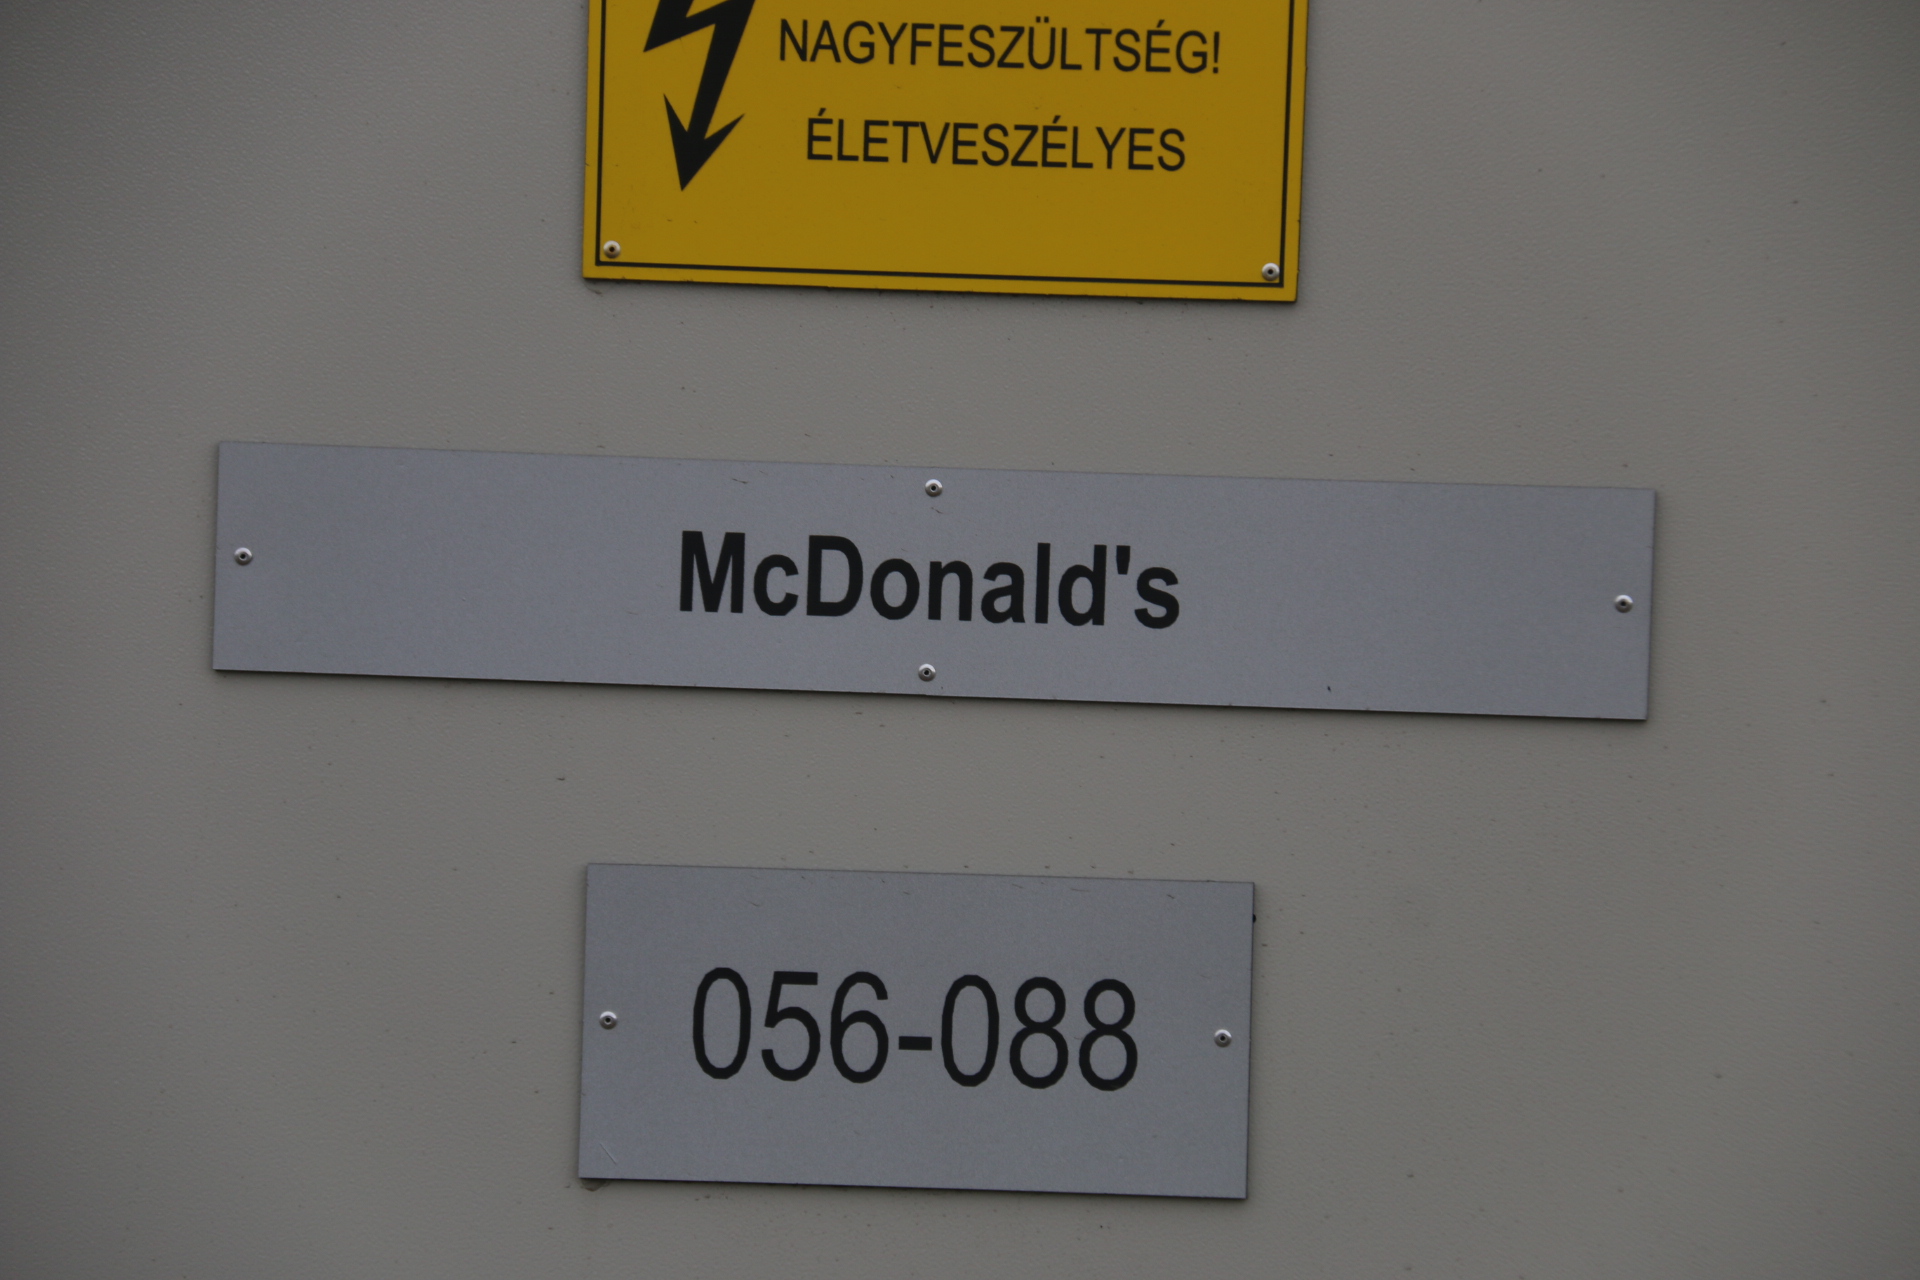 NAGYFESZÜLTSÉG!
ÉLETVESZÉLYES
McDonald's
056-088